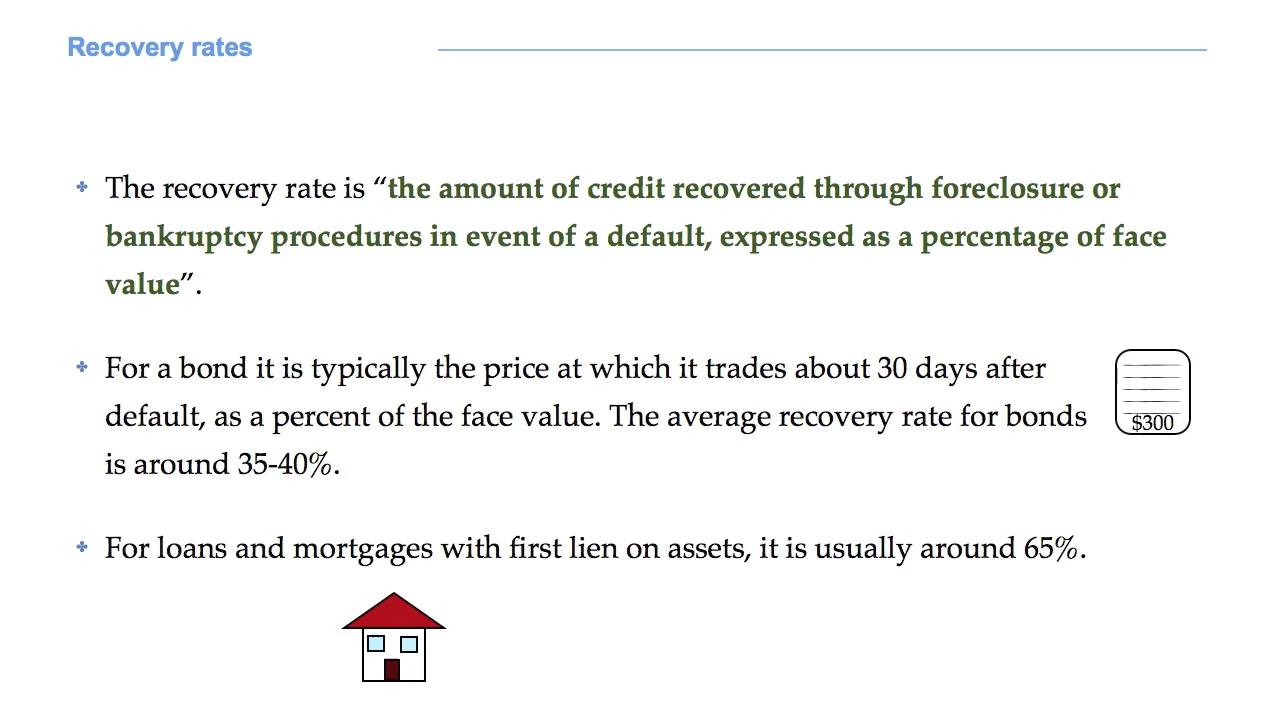 Recovery rates
✤ The recovery rate is “the amount of credit recovered through foreclosure or
bankruptcy procedures in event of a default, expressed as a percentage of face
value”.
✤ For a bond it is typically the price at which it trades about 30 days after
default, as a percent of the face value. The average recovery rate for bonds
is around 35-40%.
$300
✤ For loans and mortgages with first lien on assets, it is usually around 65%.